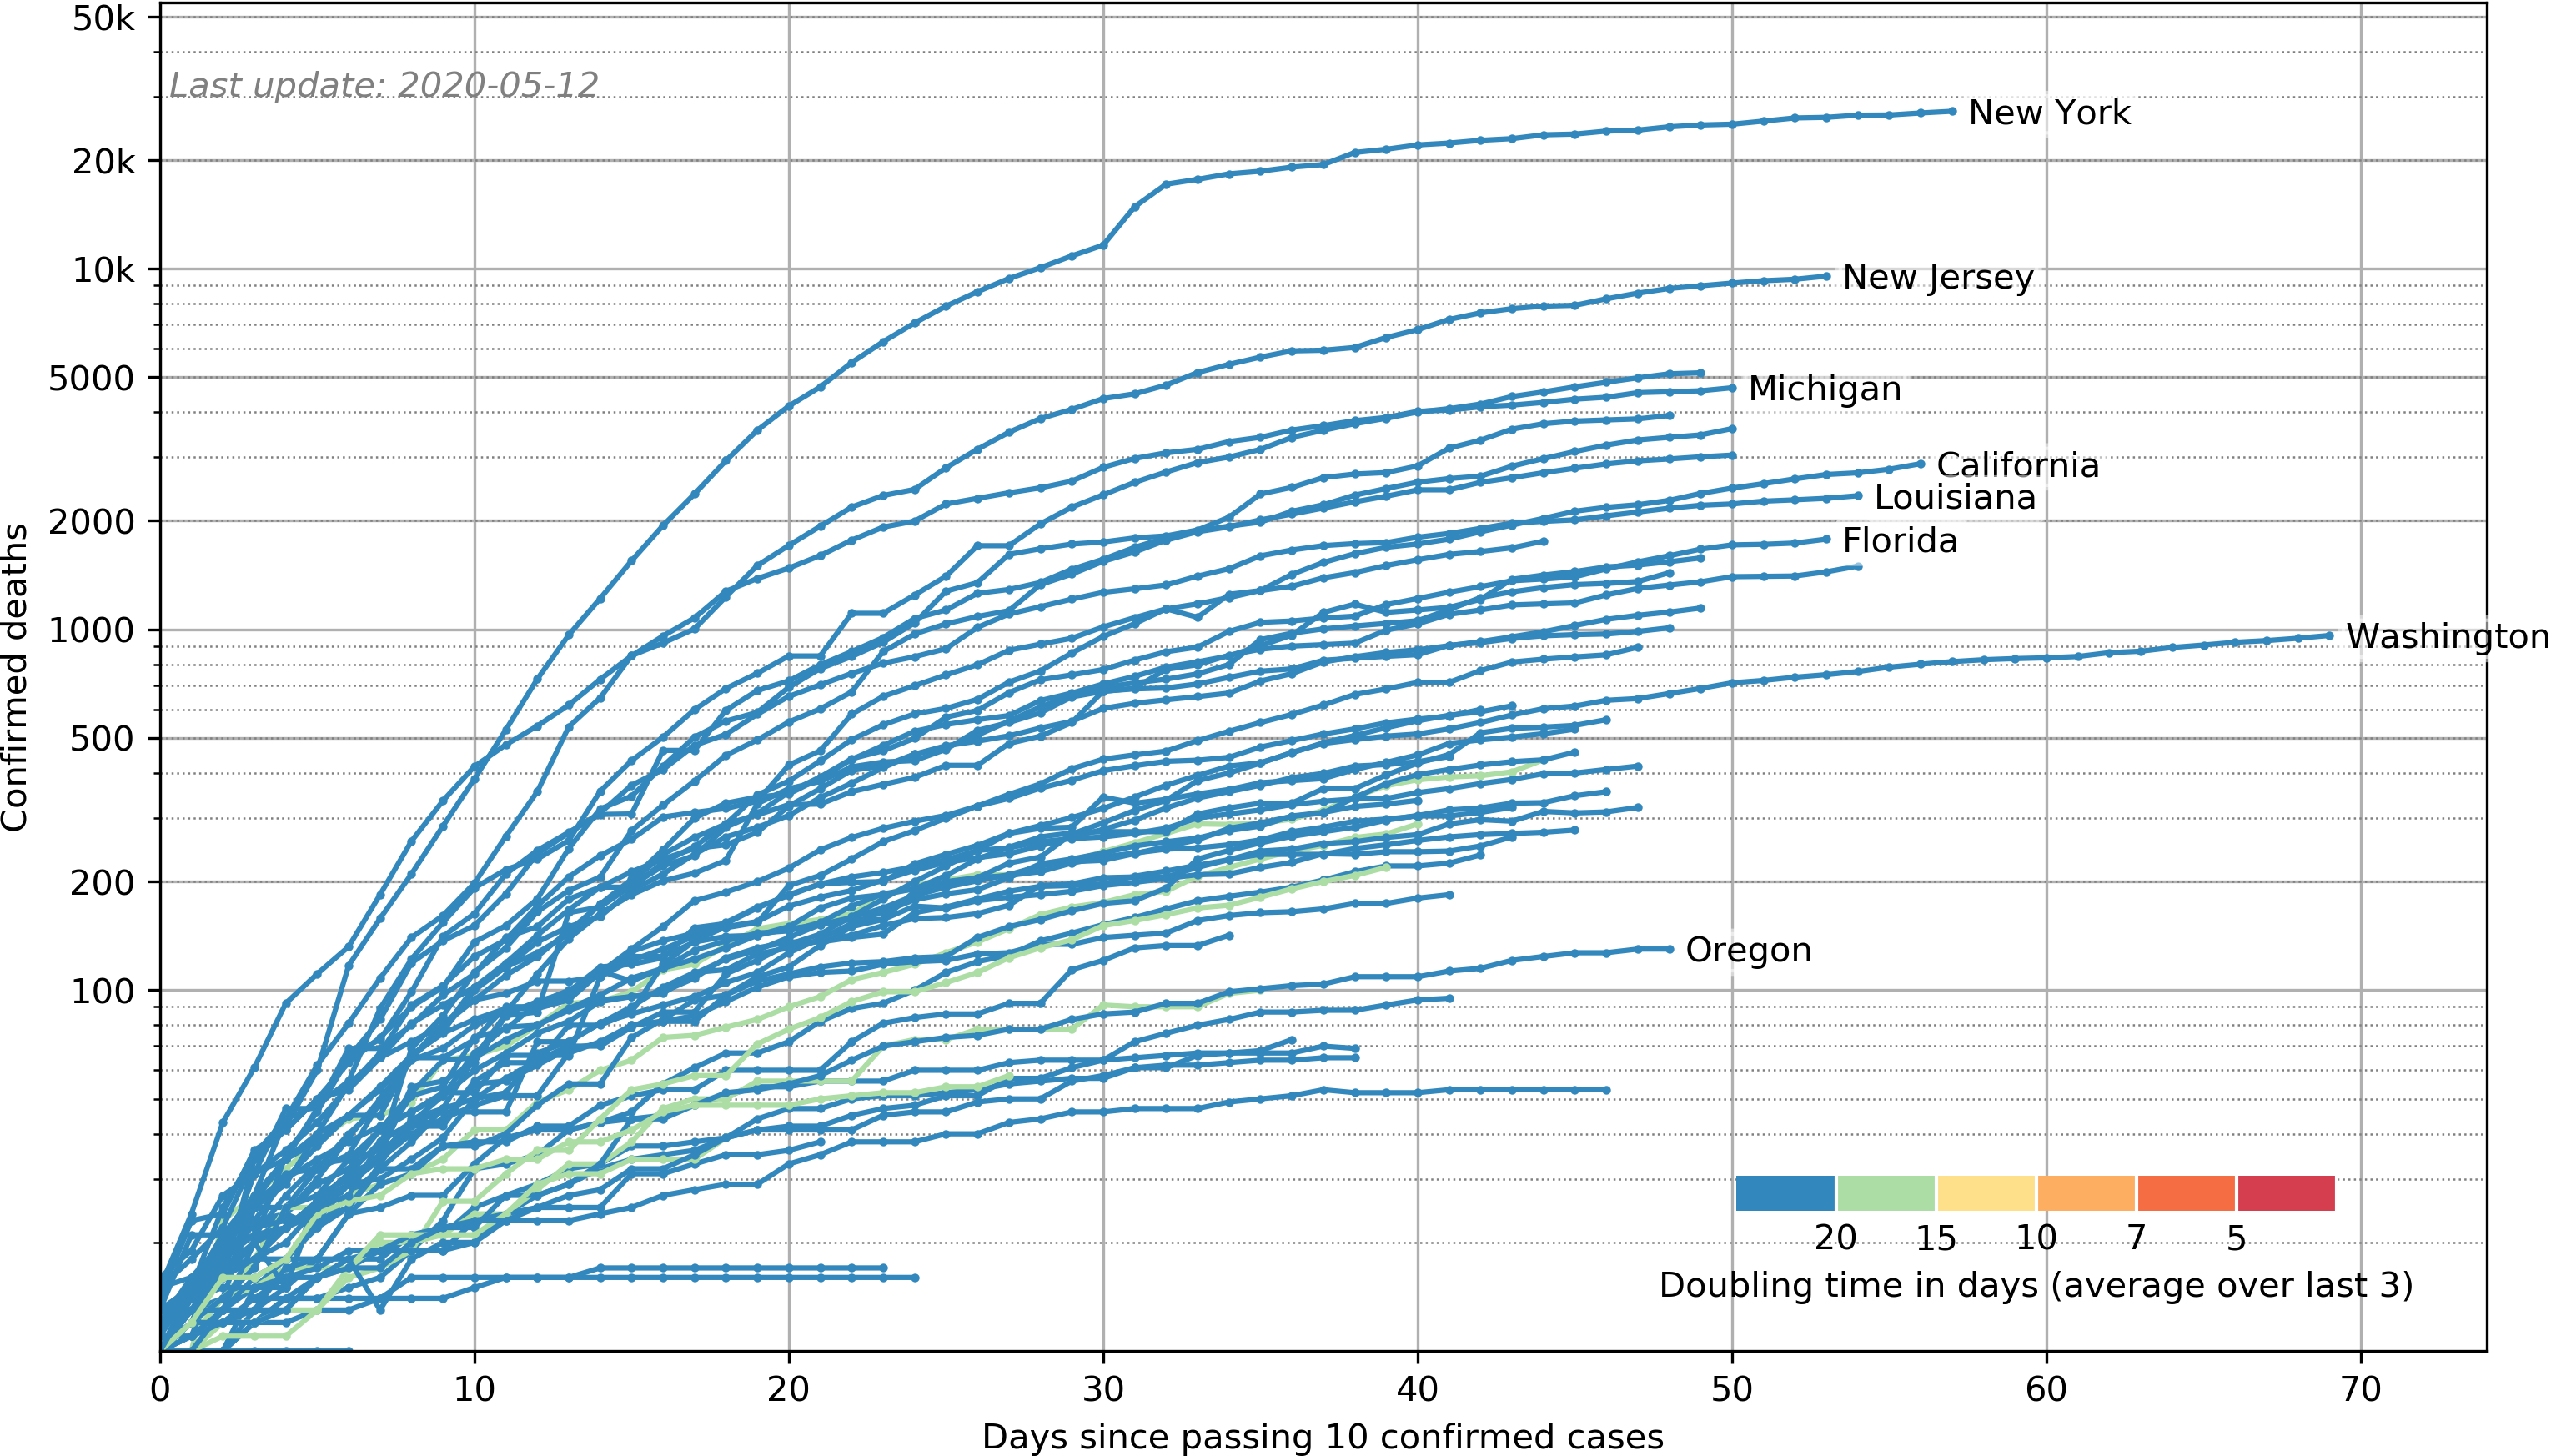 50k
Last update: 2020-05-12
New York
20k
10k
New Jersey
5000
Michigan
California
Louisiana
2000
Florida
1000
Washington
500
200
Oregon
100
Confirmed deaths
20 15 10 7 5
Doubling time in days (average over last 3)
0 10 20 30 40 50 60 70
Days since passing 10 confirmed cases